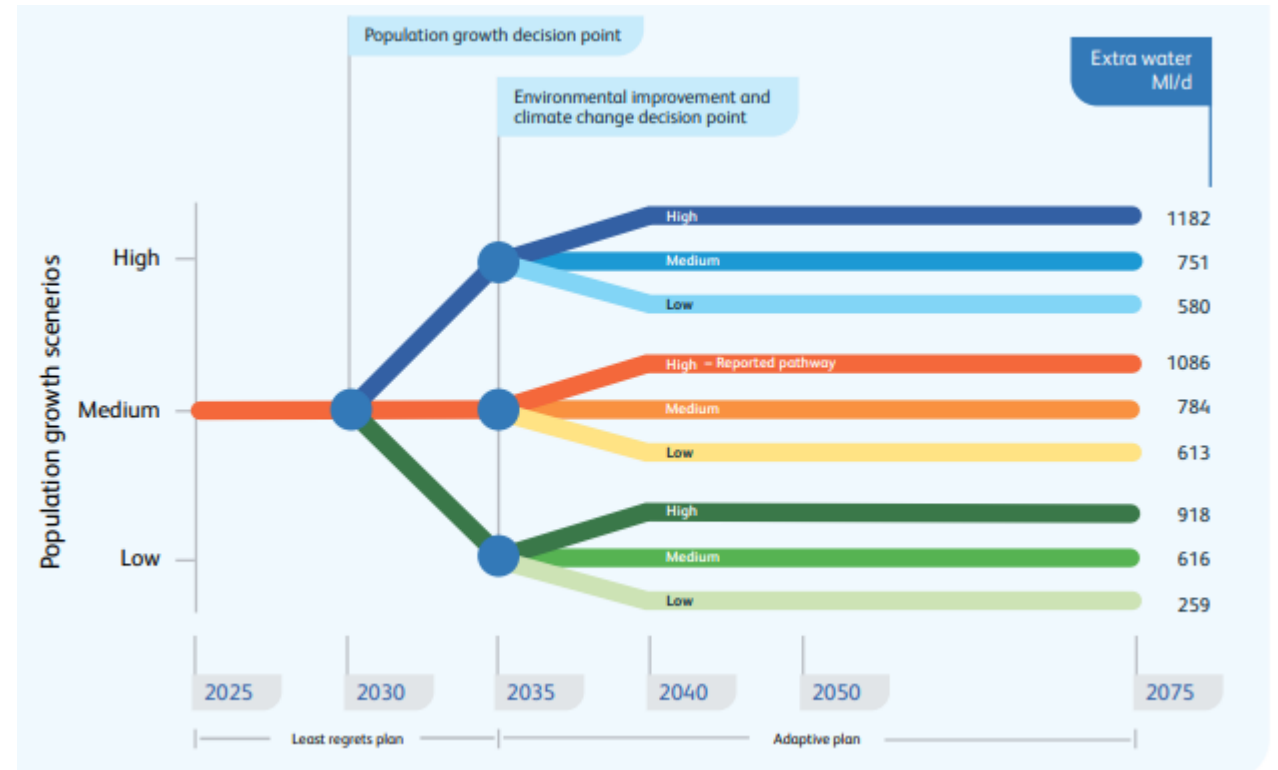 Population growth decision point
Environmental improvement and
climate change decision point
Extra water
Ml/d
Population growth scenerios
High
Medium
Low
High
1182
Medium
751
Low
580
High – Reported pathway
1086
Medium
784
Low
613
High
918
Medium
616
Low
259
2025
2030
2035
2040
2050
2075
Least regrets plan
Adaptive plan